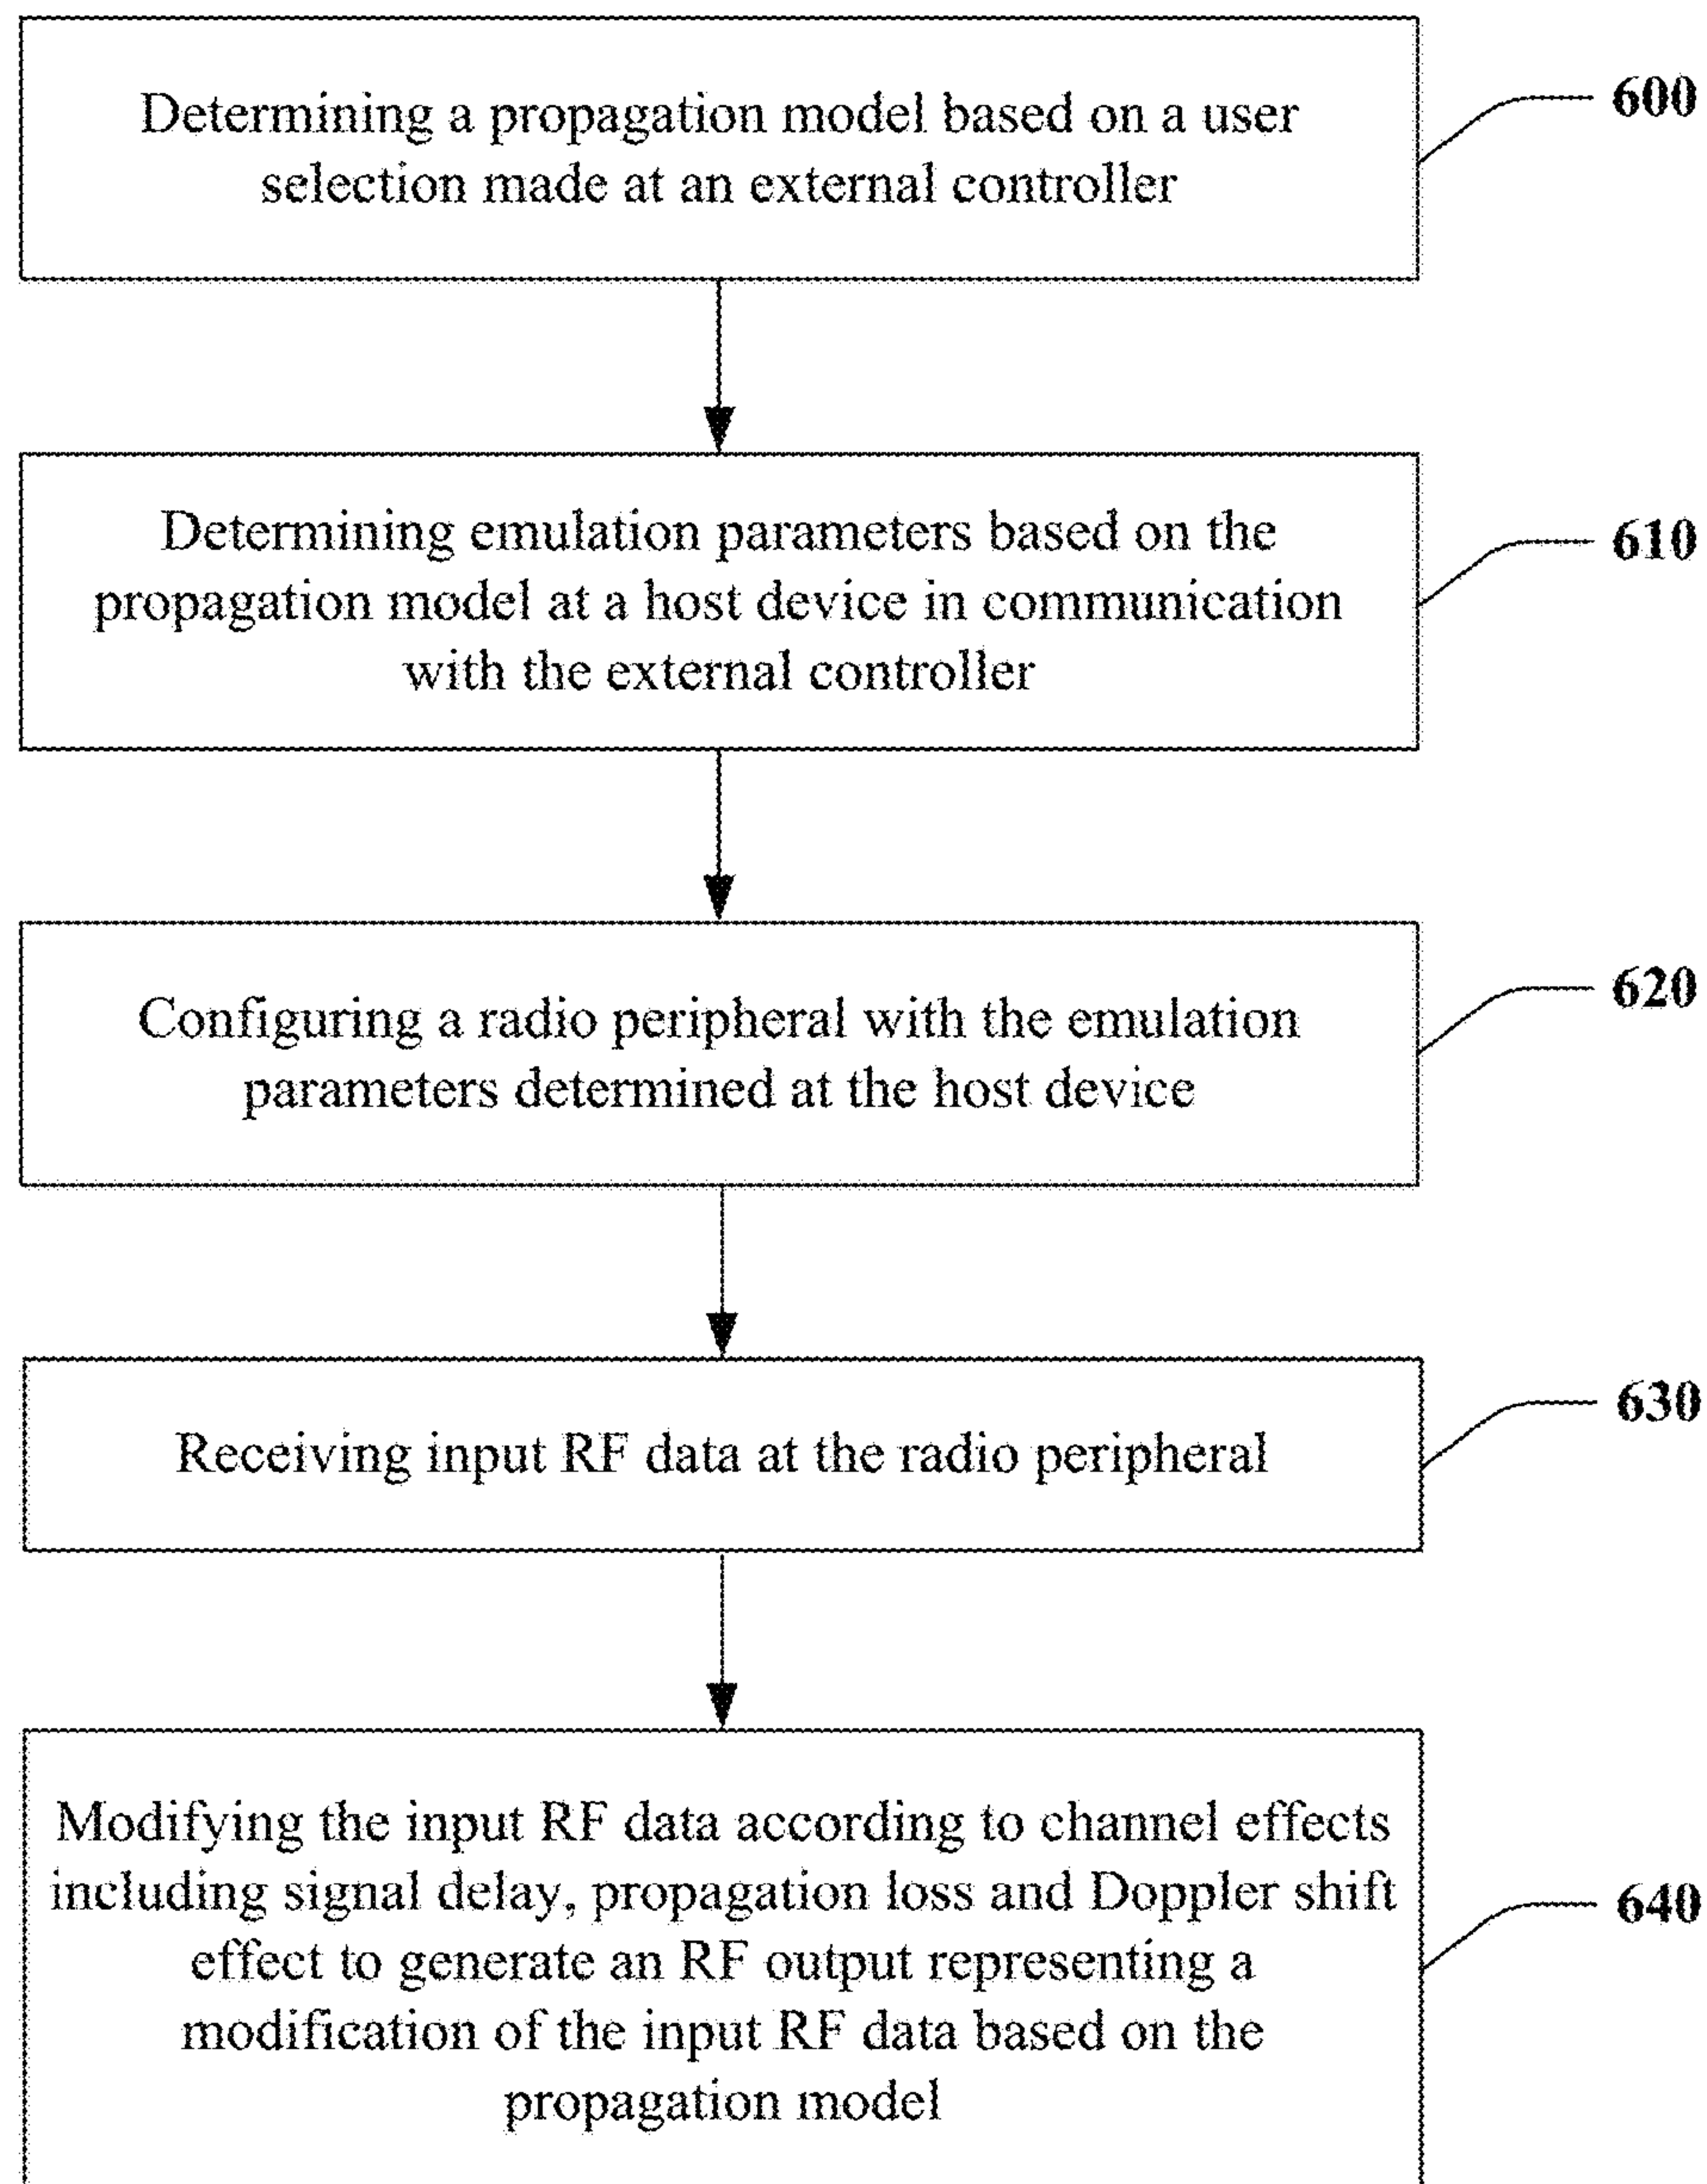 Determining a propagation model based on a user
selection made at an external controller
600
Determining emulation parameters based on the
propagation model at a host device in communication
with the external controller
610
Configuring a radio peripheral with the emulation
parameters determined at the host device
620
Receiving input RF data at the radio peripheral
630
Modifying the input RF data according to channel effects
including signal delay, propagation loss and Doppler shift
effect to generate an RF output representing a
modification of the input RF data based on the
propagation model
640